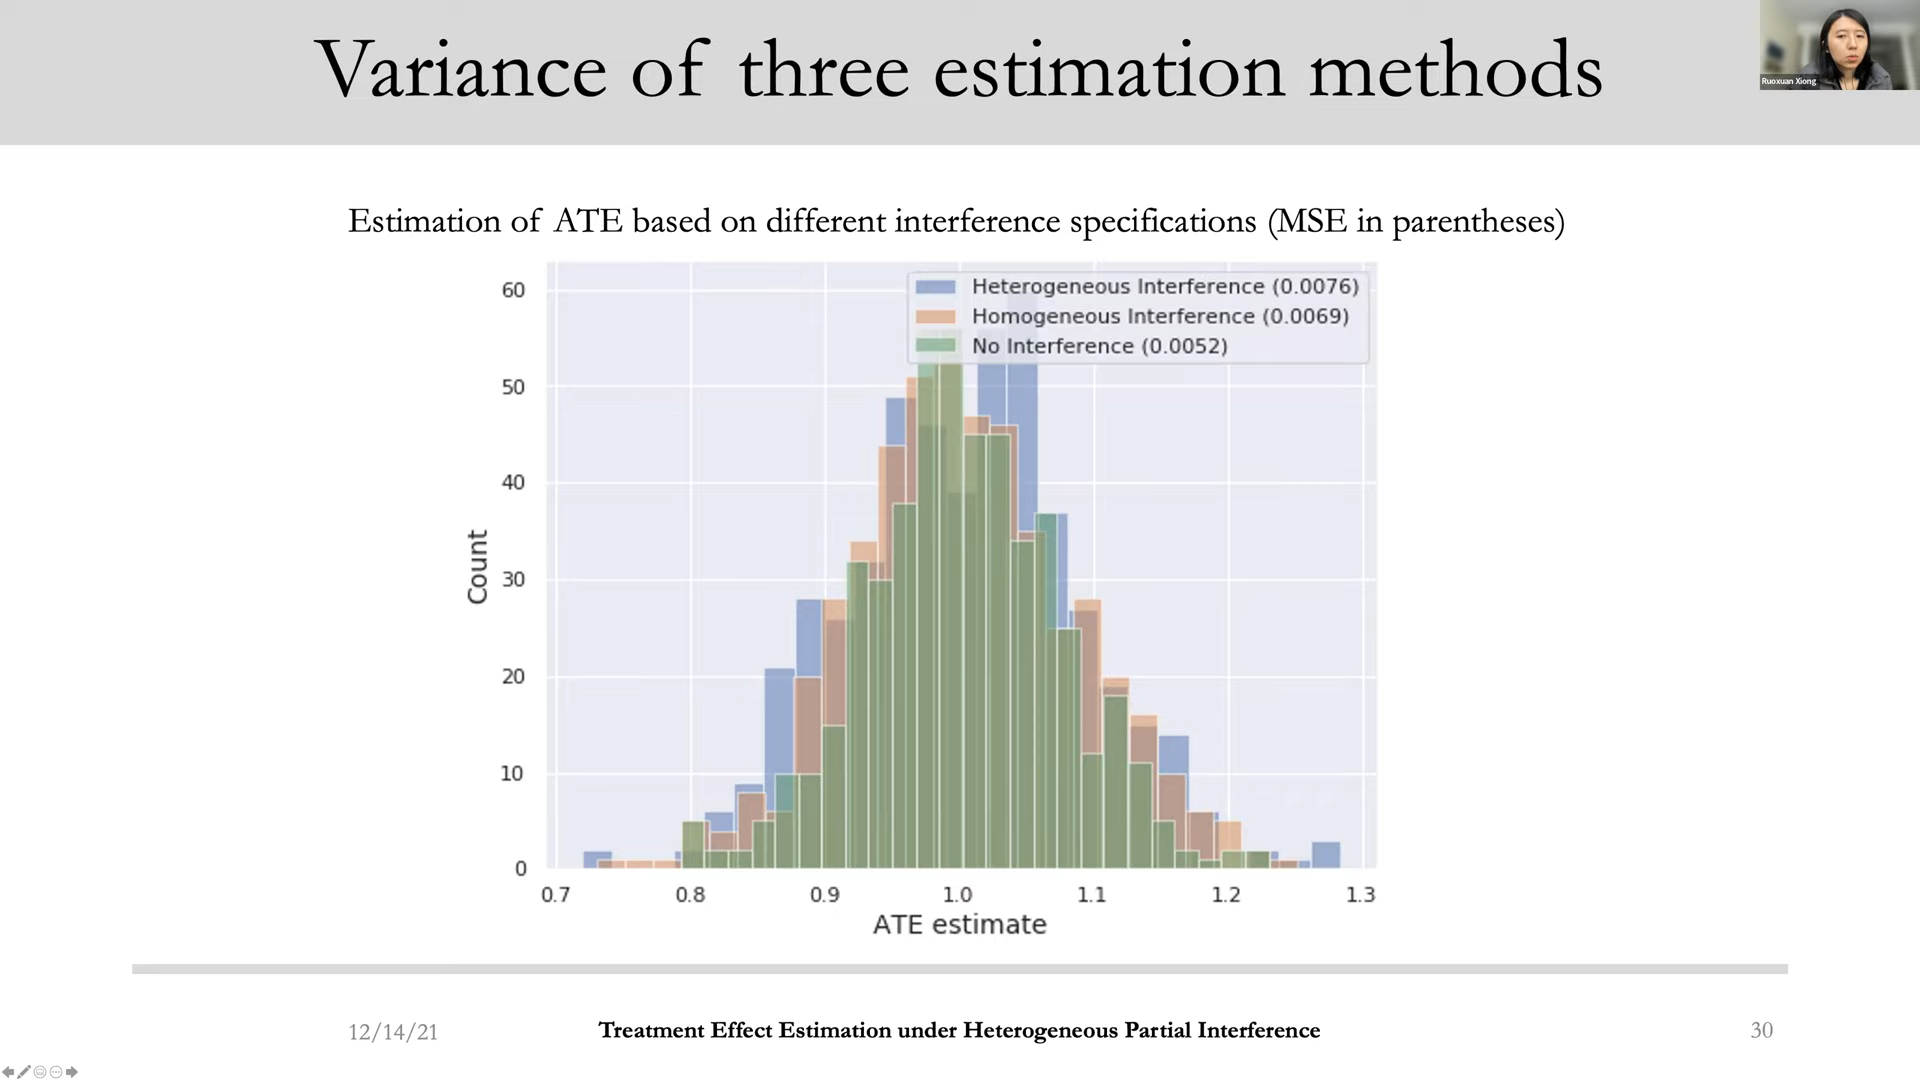 Variance of three estimation methods
Ruoxuan Xiong
Estimation of ATE based on different interference specifications (MSE in parentheses)
Heterogeneous Interference (0.0076)
Homogeneous Interference (0.0069)
No Interference (0.0052)
60
50
40
30
20
10
0
Count
0.7 0.8 0.9 1.0 1.1 1.2 1.3
ATE estimate
12/14/21
Treatment Effect Estimation under Heterogeneous Partial Interference
30